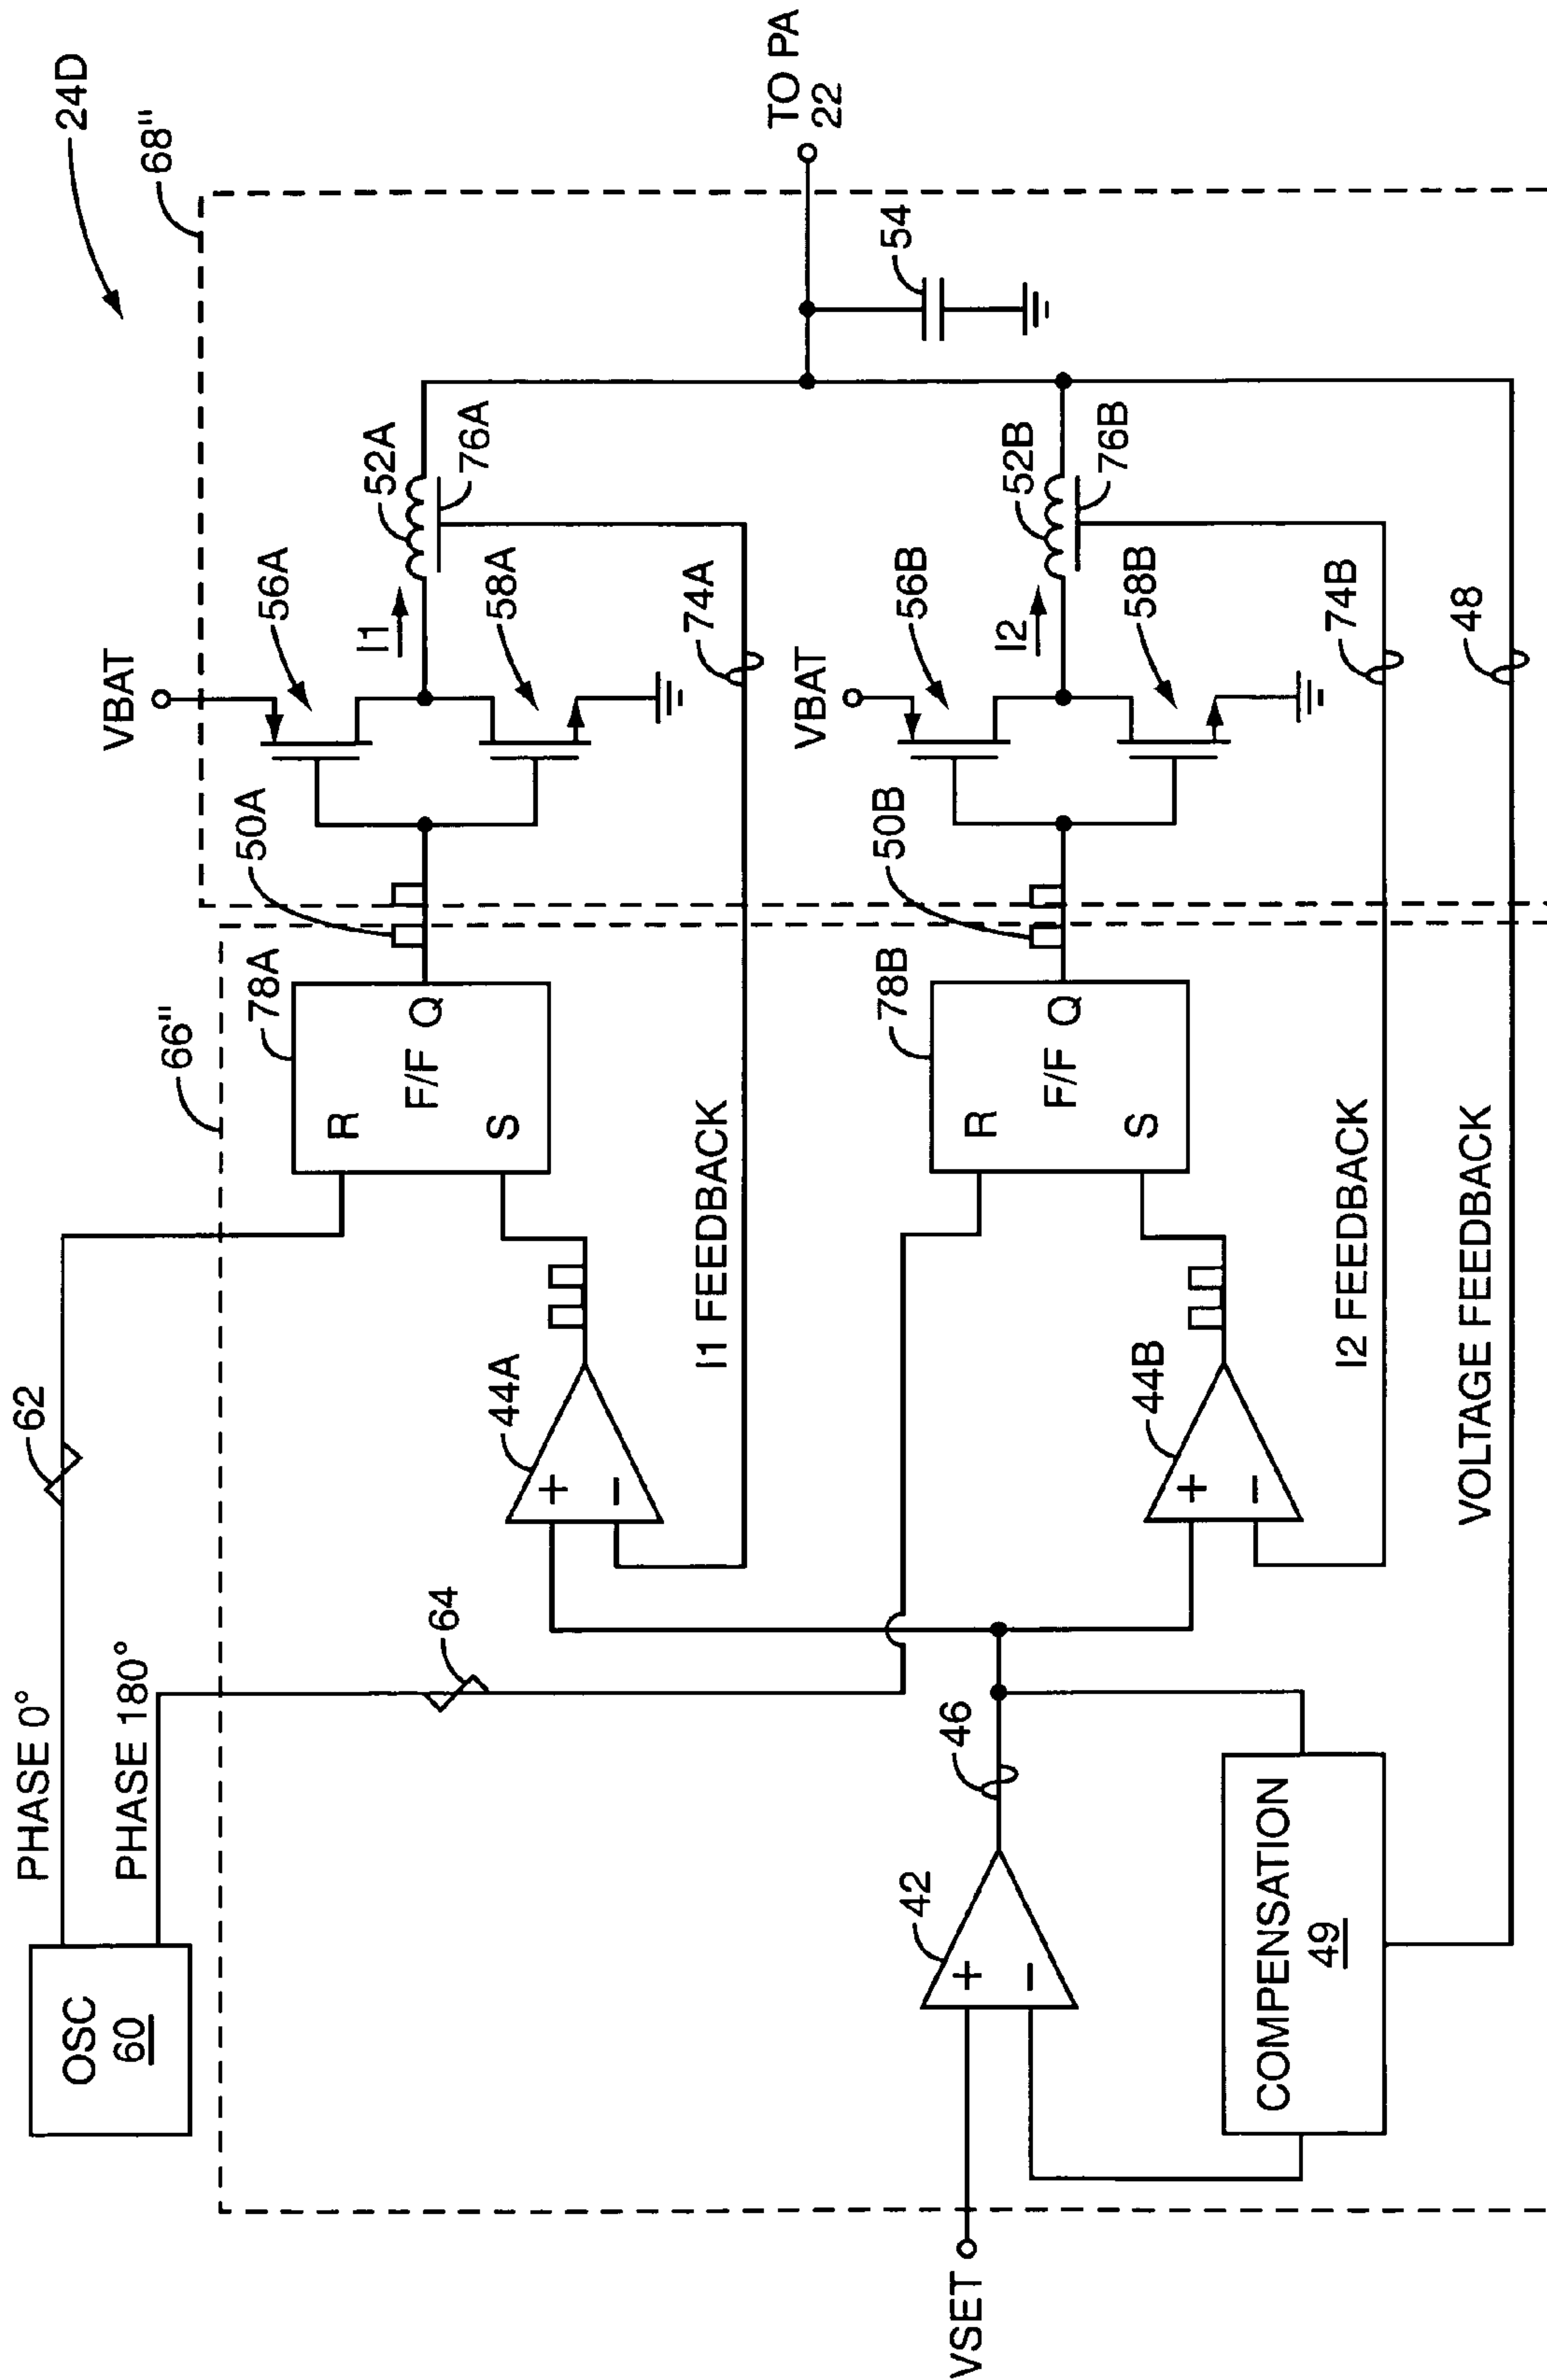 24D
68"
PHASE 0°
62
OSC
60
PHASE 180°
64
66"
VBAT
56A
50A
78A
R
F/F
Q
S
I1
52A
76A
TO PA
22
54
58A
44A
+
−
74A
I1 FEEDBACK
VBAT
56B
50B
78B
R
F/F
Q
S
I2
52B
76B
58B
44B
+
−
74B
I2 FEEDBACK
VSET
42
+
−
46
COMPENSATION
49
48
VOLTAGE FEEDBACK